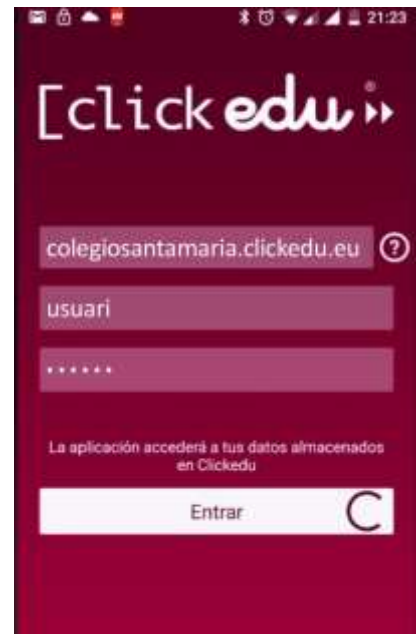 21:23
[click edu ®
colegiosantamaria.clickedu.eu ?
usuari
••••••
La aplicación accederá a tus datos almacenados
en Clickedu
Entrar